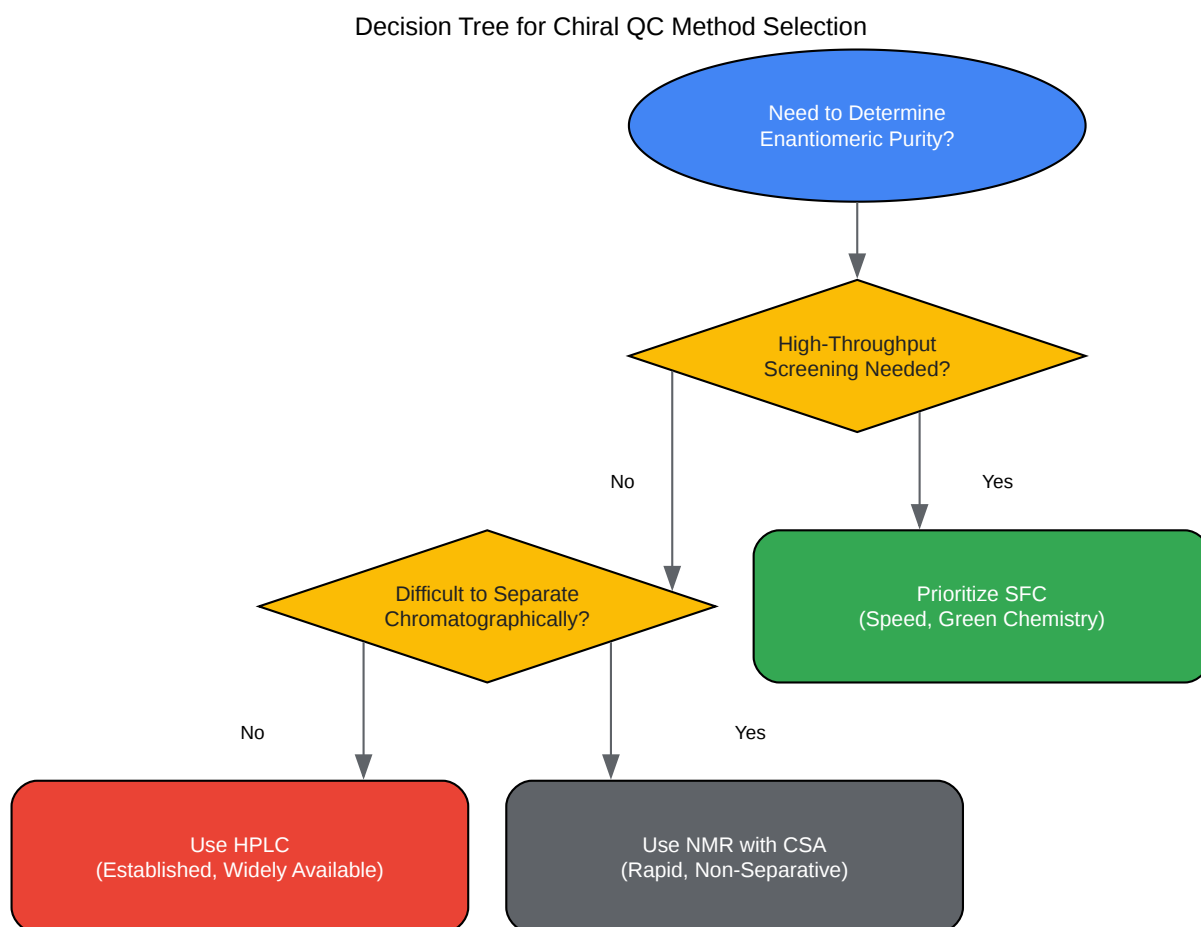 Decision Tree for Chiral QC Method Selection
Need to Determine
Enantiomeric Purity?
High-Throughput
Screening Needed?
No
Yes
Difficult to Separate
Chromatographically?
Prioritize SFC
(Speed, Green Chemistry)
No
Yes
Use HPLC
(Established, Widely Available)
Use NMR with CSA
(Rapid, Non-Separative)